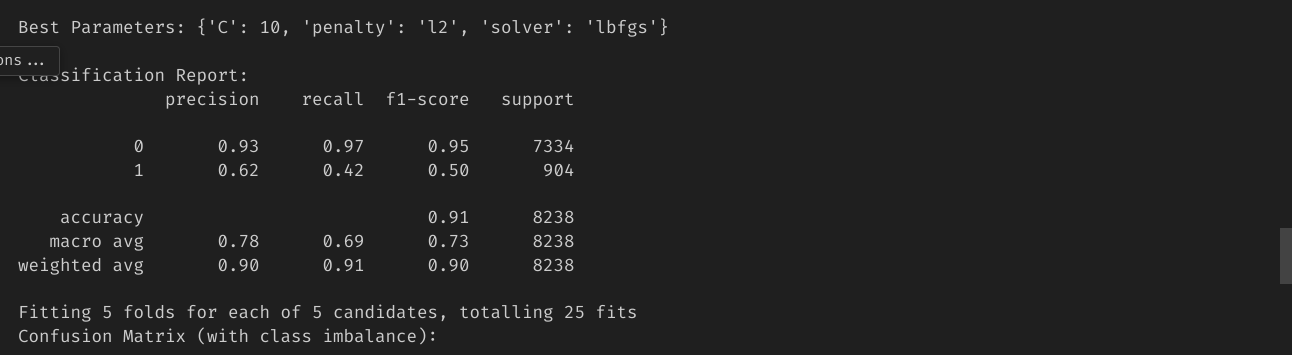 Best Parameters: {'C': 10, 'penalty': 'l2', 'solver': 'lbfgs'}
ons ...
Classification Report:
precision recall f1-score support
0 0.93 0.97 0.95 7334
1 0.62 0.42 0.50 904
accuracy 0.91 8238
macro avg 0.78 0.69 0.73 8238
weighted avg 0.90 0.91 0.90 8238
Fitting 5 folds for each of 5 candidates, totalling 25 fits
Confusion Matrix (with class imbalance):